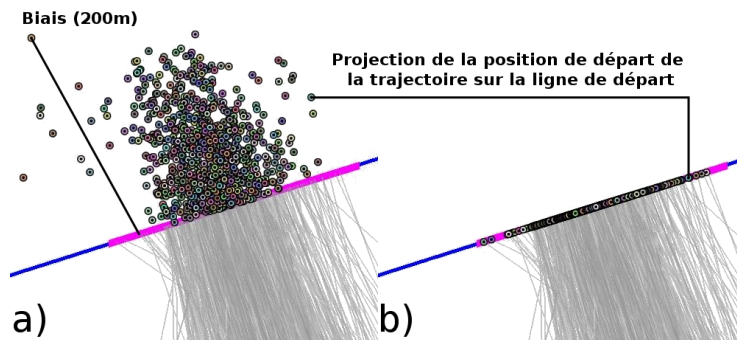 Biais (200m)
Projection de la position de départ de
la trajectoire sur la ligne de départ
a)
b)